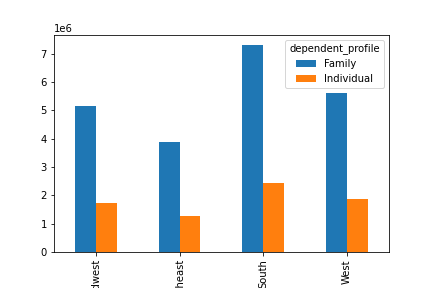 1e6
dependent_profile
Family
Individual
7
6
5
4
3
2
1
0
dwest
heast
South
West